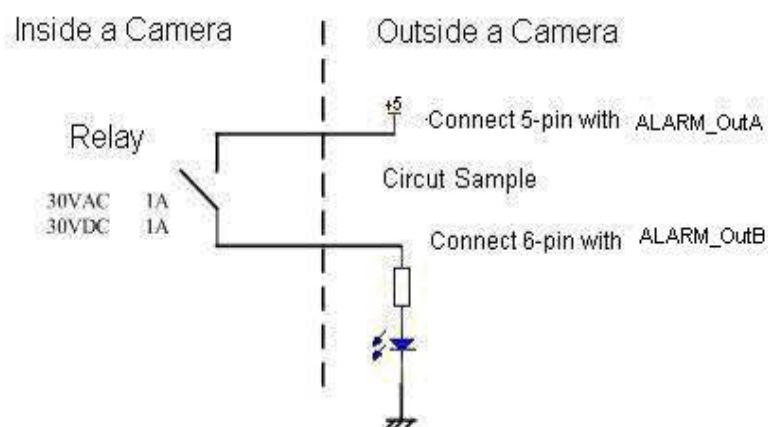 Inside a Camera
Outside a Camera
+5
Connect 5-pin with ALARM_OutA
Relay
Circut Sample
30VAC 1A
30VDC 1A
Connect 6-pin with ALARM_OutB